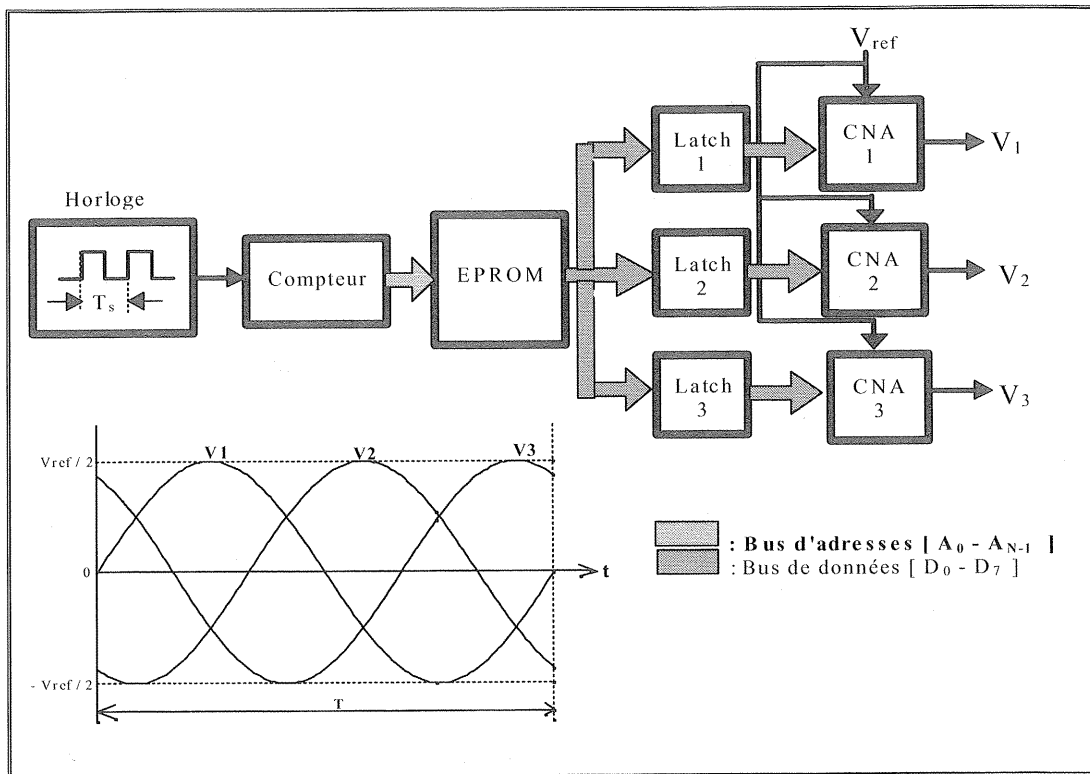 Vref
Latch
1
CNA
1
V1
Horloge
Ts
Compteur
EPROM
Latch
2
CNA
2
V2
Latch
3
CNA
3
V3
Vref / 2
V1
V2
V3
0
t
- Vref / 2
T
: Bus d'adresses [ A0 - AN-1 ]
: Bus de données [ D0 - D7 ]